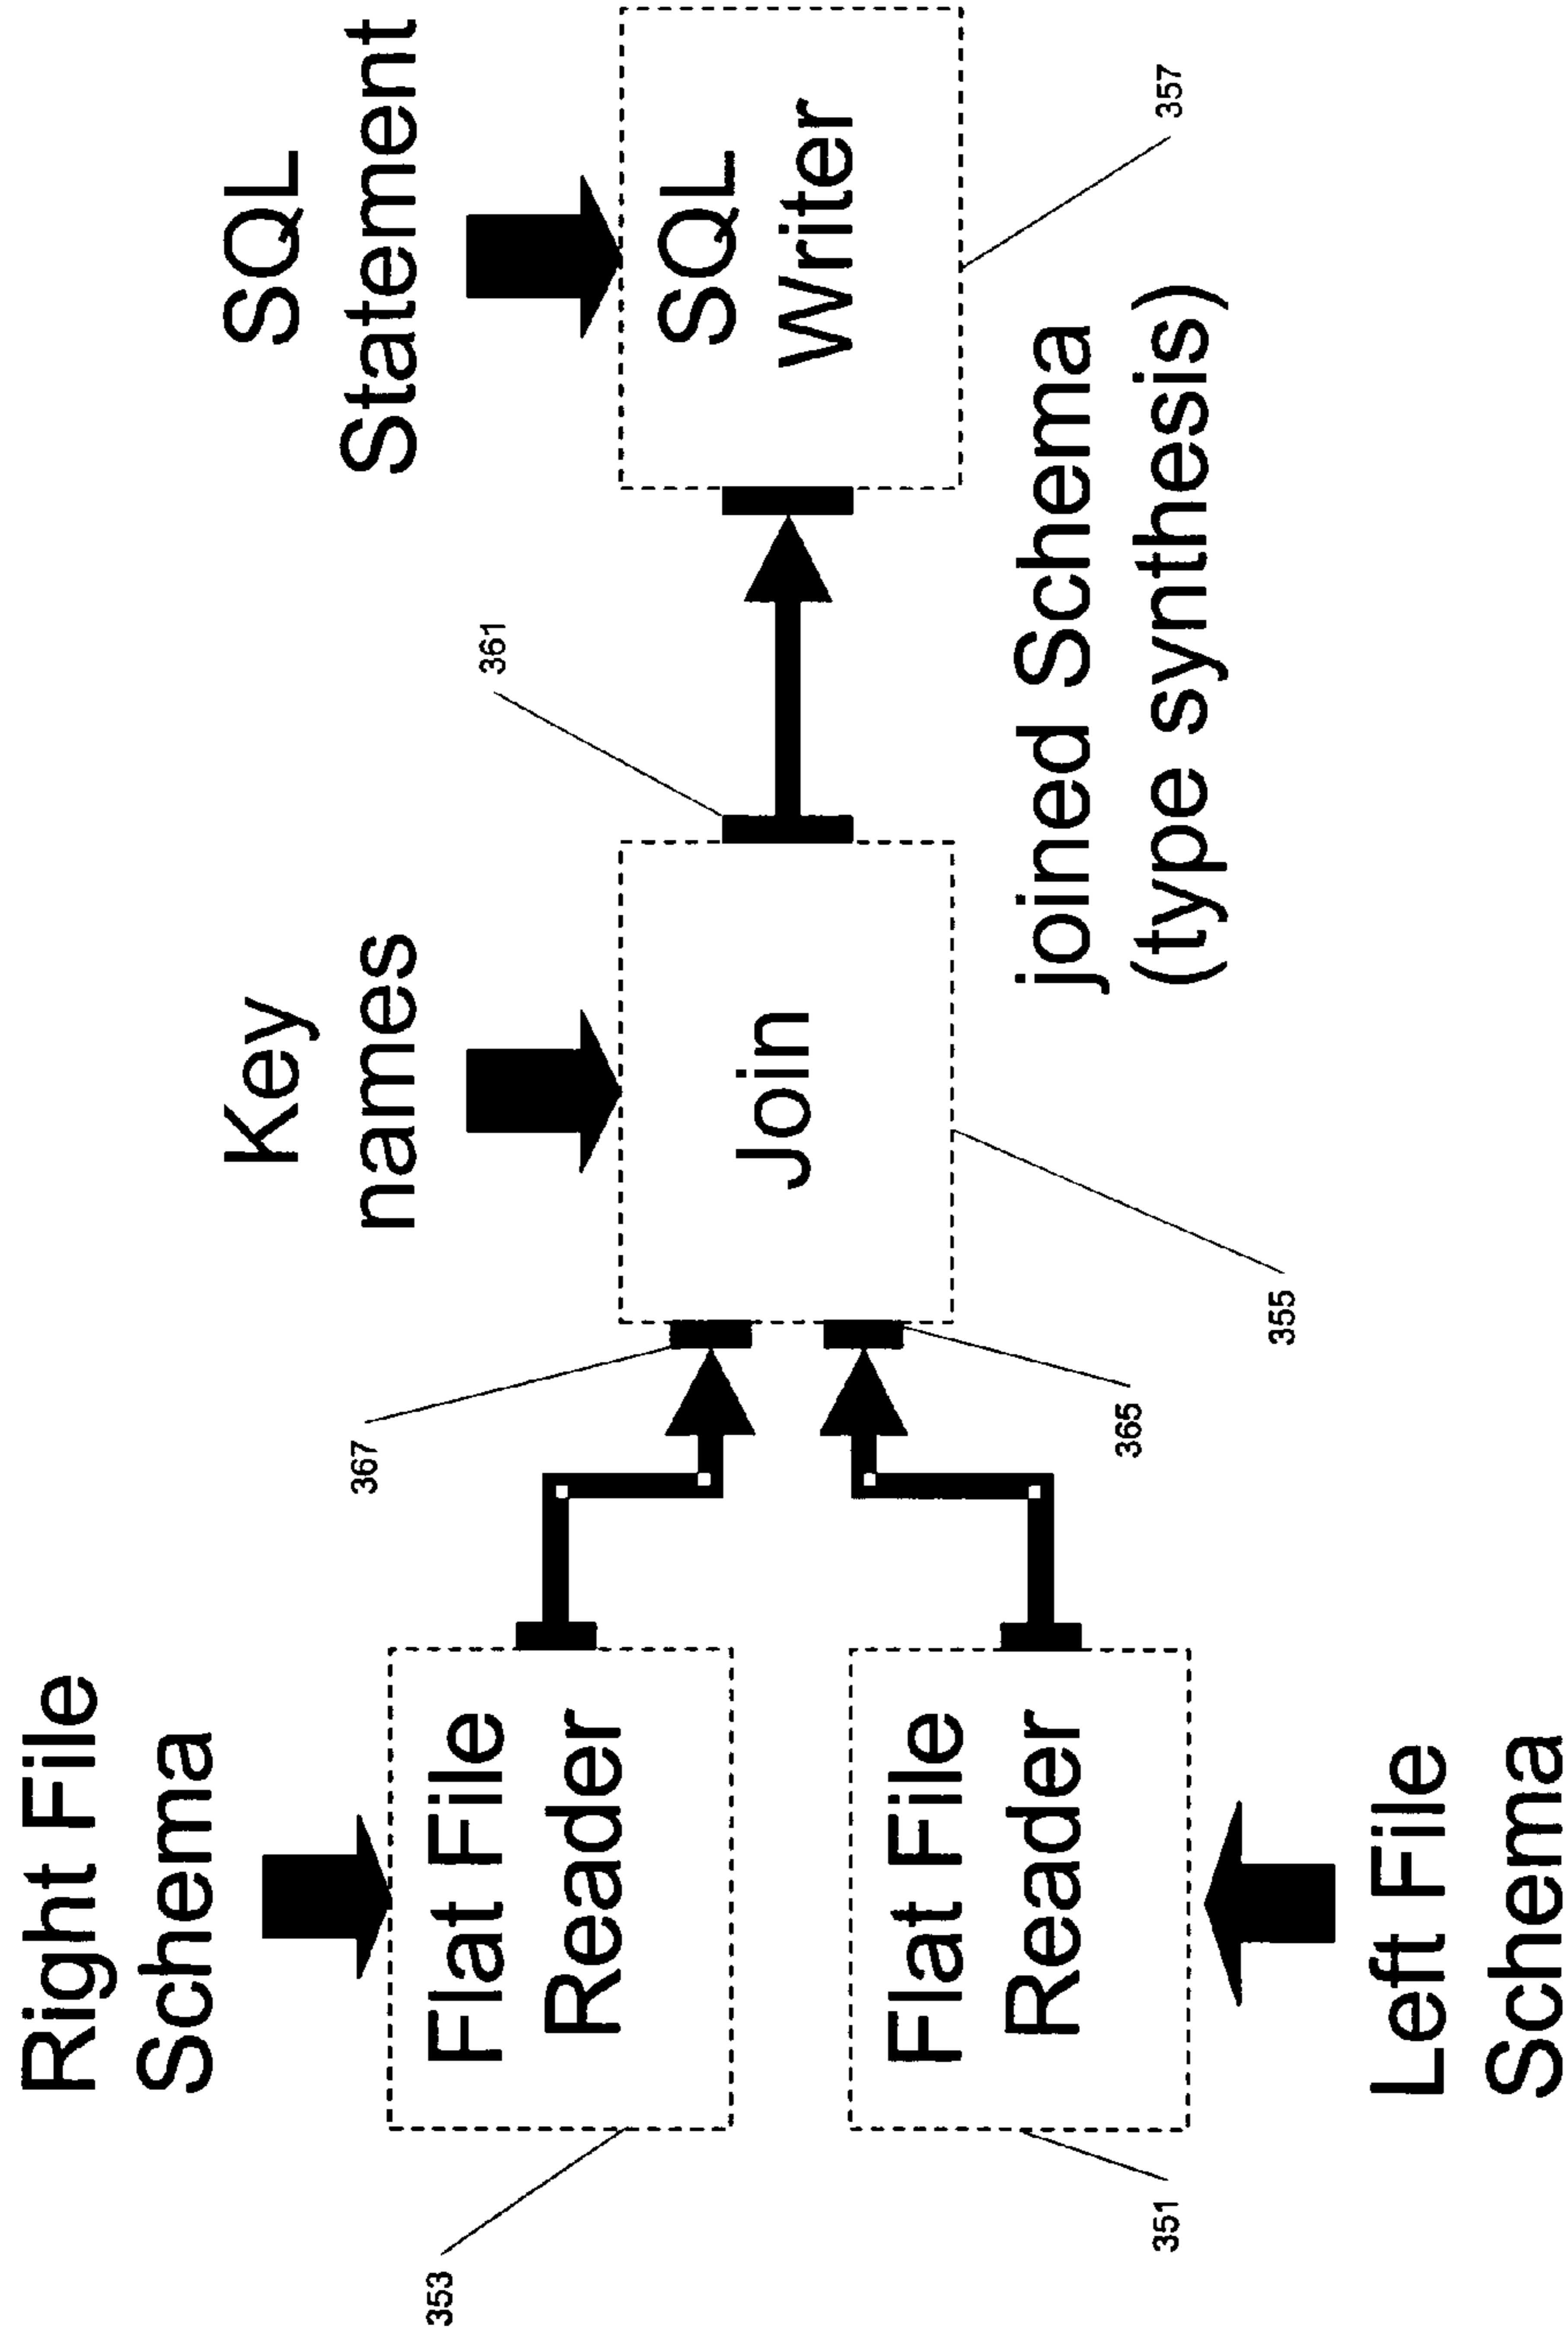 Right File
Schema
Key
names
SQL
Statement
367
361
353
Flat File
Reader
Join
SQL
Writer
Flat File
Reader
joined Schema
(type synthesis)
365
357
351
355
Left File
Schema